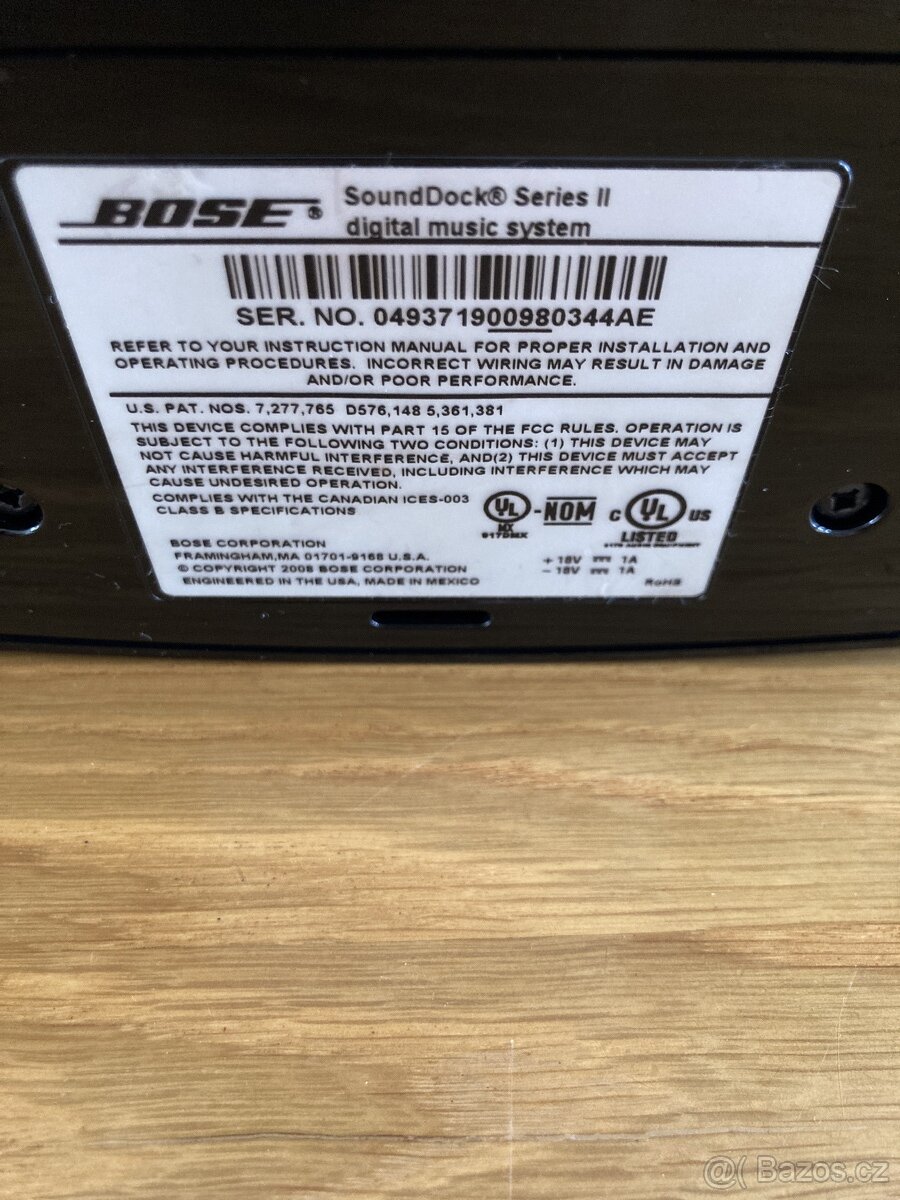 BOSE® SoundDock® Series II
digital music system
SER. NO. 049371900980344AE
REFER TO YOUR INSTRUCTION MANUAL FOR PROPER INSTALLATION AND
OPERATING PROCEDURES. INCORRECT WIRING MAY RESULT IN DAMAGE
AND/OR POOR PERFORMANCE.
U.S. PAT. NOS. 7,277,765 D576,148 5,361,381
THIS DEVICE COMPLIES WITH PART 15 OF THE FCC RULES. OPERATION IS
SUBJECT TO THE FOLLOWING TWO CONDITIONS: (1) THIS DEVICE MAY
NOT CAUSE HARMFUL INTERFERENCE, AND(2) THIS DEVICE MUST ACCEPT
ANY INTERFERENCE RECEIVED, INCLUDING INTERFERENCE WHICH MAY
CAUSE UNDESIRED OPERATION.
COMPLIES WITH THE CANADIAN ICES-003
CLASS B SPECIFICATIONS
UL -NOM C UL US
MX LISTED
917DMX
BOSE CORPORATION
FRAMINGHAM,MA 01701-9168 U.S.A.
© COPYRIGHT 2008 BOSE CORPORATION
ENGINEERED IN THE USA, MADE IN MEXICO
+18V 1A
-18V 1A
RoHS
@( Bazos.cz